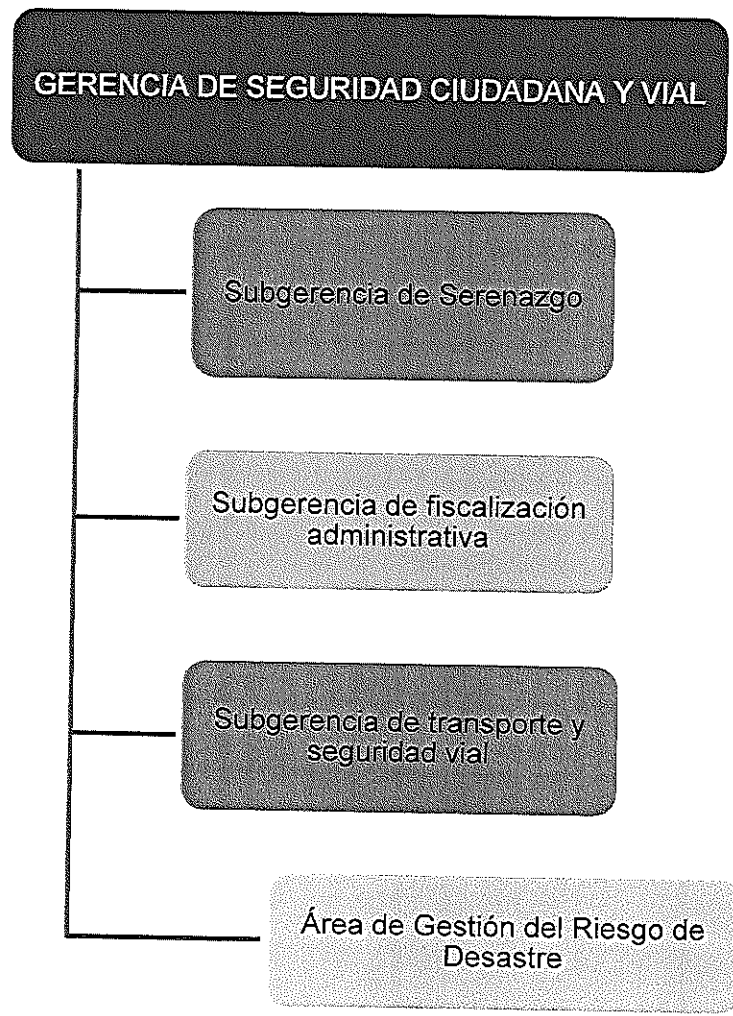 GERENCIA DE SEGURIDAD CIUDADANA Y VIAL
Subgerencia de Serenazgo
Subgerencia de fiscalización
administrativa
Subgerencia de transporte y
seguridad vial
Área de Gestión del Riesgo de
Desastre